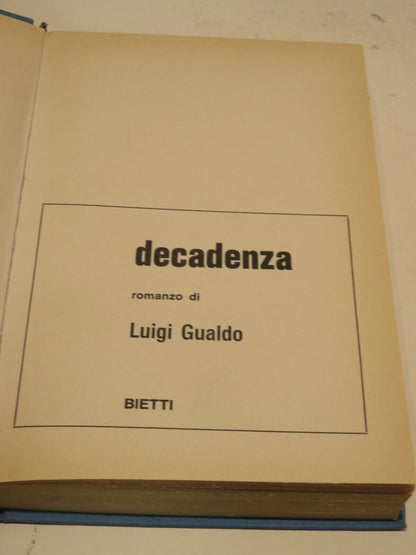 decadenza
romanzo di
Luigi Gualdo
BIETTI